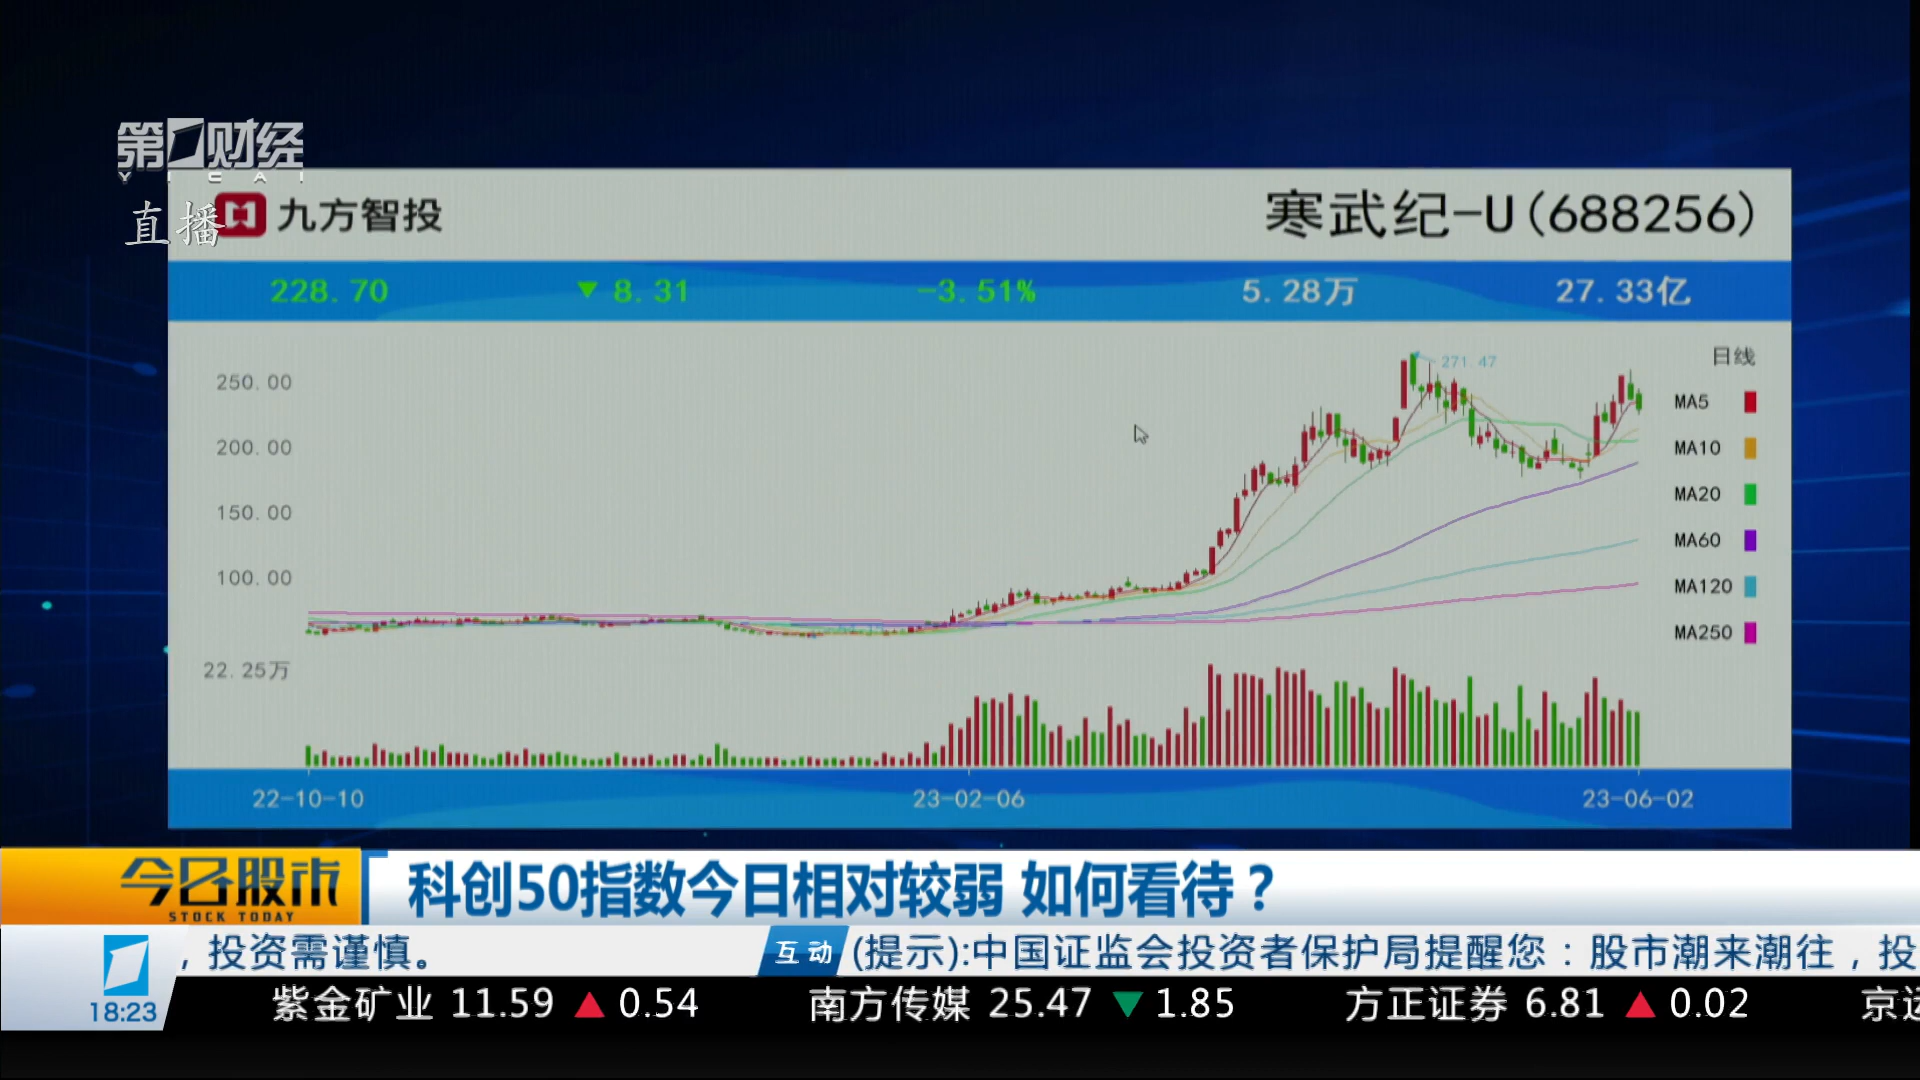 第一财经
YICAI
直播
九方智投
寒武纪-U(688256)
228.70 ▼ 8.31 -3.51% 5.28万 27.33亿
日线
271.47
250.00
200.00
150.00
100.00
22.25万
MA5
MA10
MA20
MA60
MA120
MA250
22-10-10 23-02-06 23-06-02
今日股市
STOCK TODAY
科创50指数今日相对较弱 如何看待？
，投资需谨慎。 互动 (提示):中国证监会投资者保护局提醒您：股市潮来潮往，投
18:23
紫金矿业 11.59 ▲ 0.54 南方传媒 25.47 ▼ 1.85 方正证券 6.81 ▲ 0.02 京